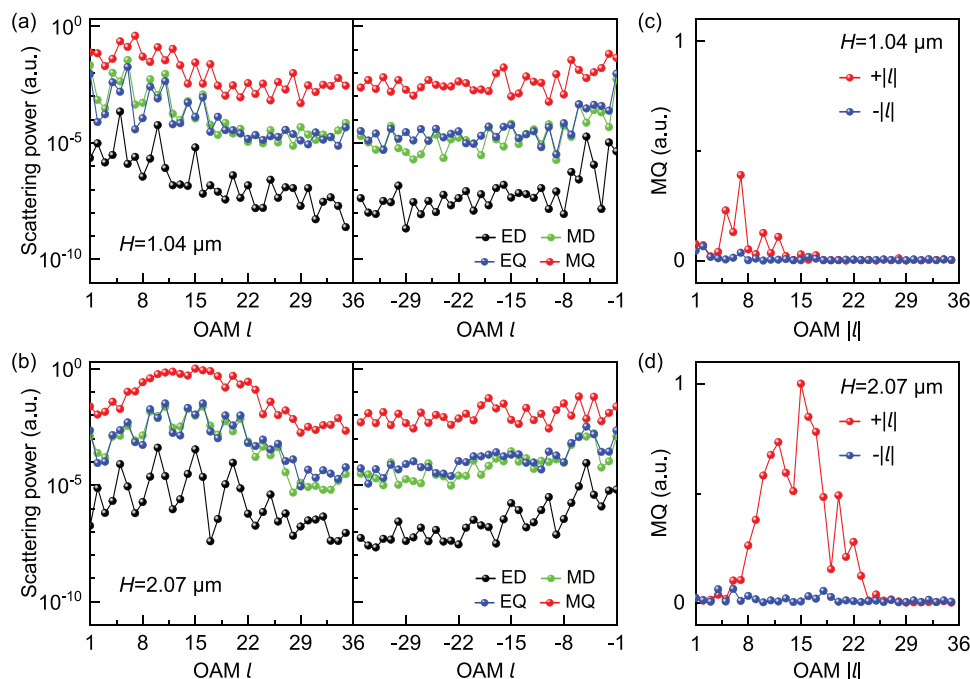 (a)
Scattering power (a.u.)
10^0
10^-5
10^-10
H=1.04 μm
ED MD
EQ MQ
1 8 15 22 29 36 -29 -22 -15 -8 -1
OAM l OAM l
(b)
Scattering power (a.u.)
10^0
10^-5
10^-10
H=2.07 μm
ED MD
EQ MQ
1 8 15 22 29 36 -29 -22 -15 -8 -1
OAM l OAM l
(c)
MQ (a.u.)
1
0
H=1.04 μm
+|l|
-|l|
1 8 15 22 29 36
OAM |l|
(d)
MQ (a.u.)
1
0
H=2.07 μm
+|l|
-|l|
1 8 15 22 29 36
OAM |l|